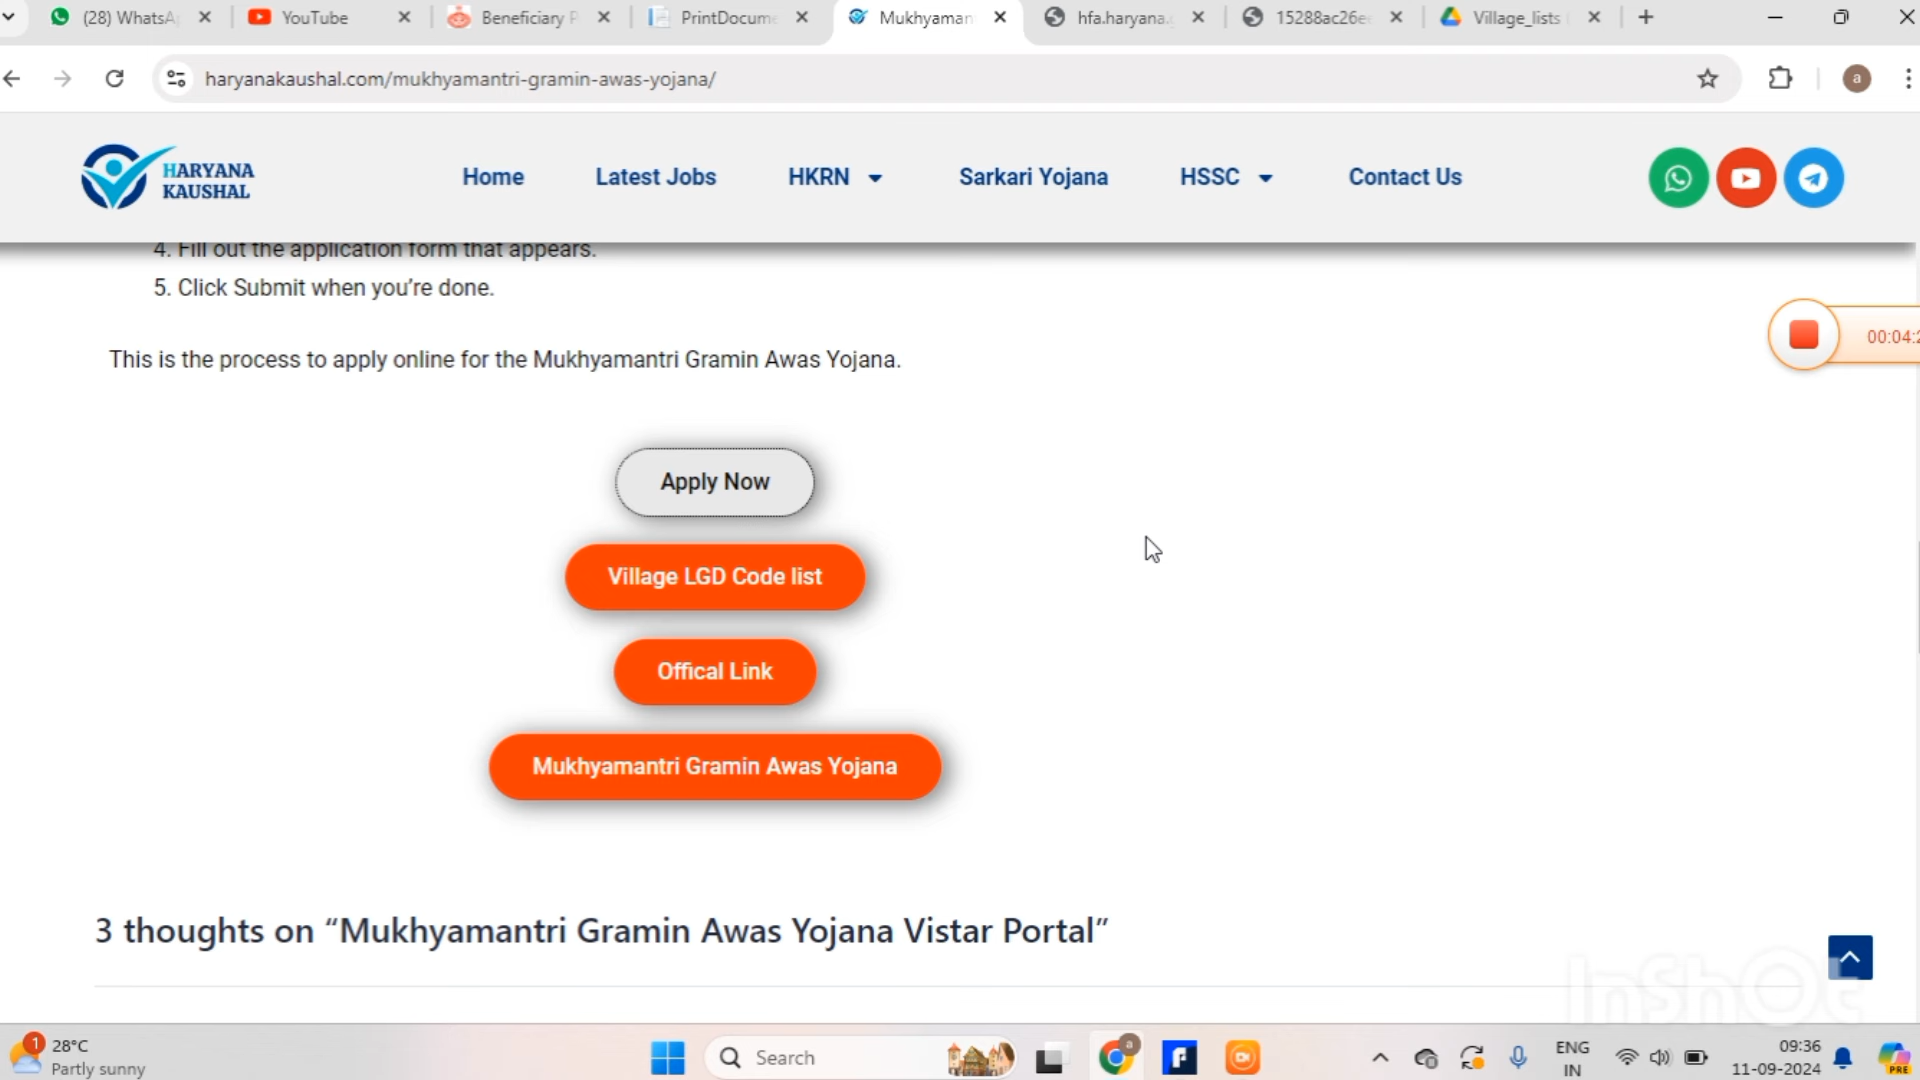 (28) WhatsA
YouTube
Beneficiary P
PrintDocum
Mukhyaman
hfa.haryana.
15288ac26e
Village_lists
haryanakaushal.com/mukhyamantri-gramin-awas-yojana/
a
HARYANA
KAUSHAL
Home
Latest Jobs
HKRN
Sarkari Yojana
HSSC
Contact Us
4. Fill out the application form that appears.
5. Click Submit when you’re done.
00:04:2
This is the process to apply online for the Mukhyamantri Gramin Awas Yojana.
Apply Now
Village LGD Code list
Offical Link
Mukhyamantri Gramin Awas Yojana
3 thoughts on “Mukhyamantri Gramin Awas Yojana Vistar Portal”
InShOt
1
28°C
Partly sunny
Search
a
ENG
IN
09:36
11-09-2024
PRE